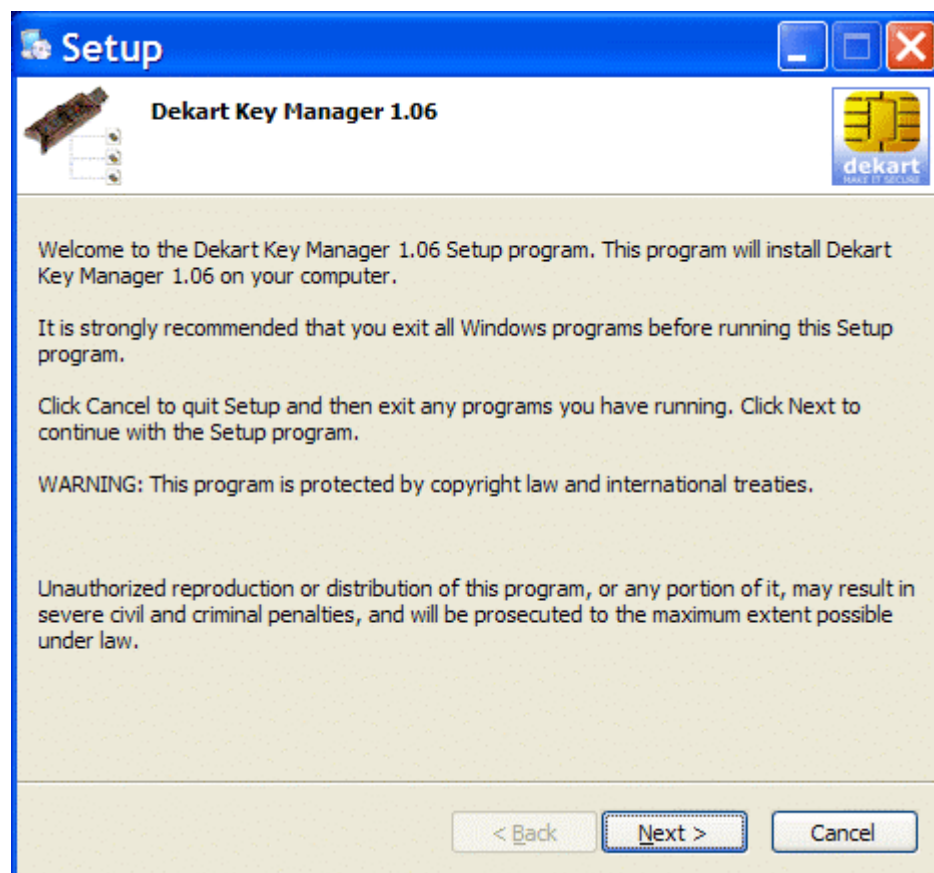 Setup
Dekart Key Manager 1.06
dekart
MAKE IT SECURE
Welcome to the Dekart Key Manager 1.06 Setup program. This program will install Dekart
Key Manager 1.06 on your computer.
It is strongly recommended that you exit all Windows programs before running this Setup
program.
Click Cancel to quit Setup and then exit any programs you have running. Click Next to
continue with the Setup program.
WARNING: This program is protected by copyright law and international treaties.
Unauthorized reproduction or distribution of this program, or any portion of it, may result in
severe civil and criminal penalties, and will be prosecuted to the maximum extent possible
under law.
< Back Next > Cancel